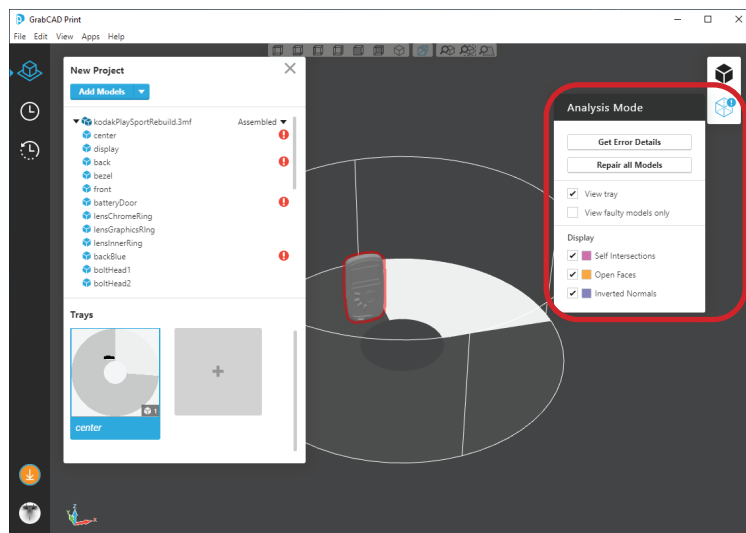 GrabCAD Print
File Edit View Apps Help
New Project
Add Models
kodakPlaySportRebuild.3mf Assembled
center
display
back
bezel
front
batteryDoor
lensChromeRing
lensGraphicsRIng
lensInnerRing
backBlue
boltHead1
boltHead2
Trays
1
center
Analysis Mode
Get Error Details
Repair all Models
View tray
View faulty models only
Display
Self Intersections
Open Faces
Inverted Normals
Z
Y
X